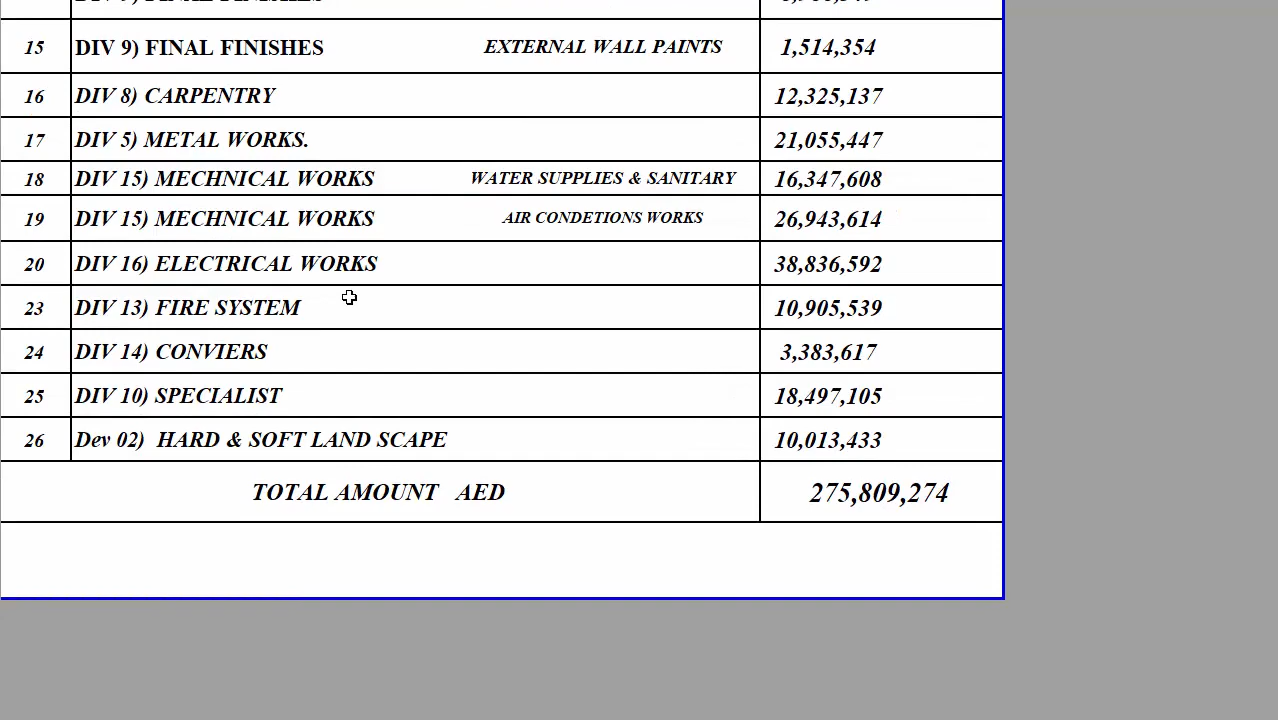 15 DIV 9) FINAL FINISHES EXTERNAL WALL PAINTS 1,514,354
16 DIV 8) CARPENTRY 12,325,137
17 DIV 5) METAL WORKS. 21,055,447
18 DIV 15) MECHNICAL WORKS WATER SUPPLIES & SANITARY 16,347,608
19 DIV 15) MECHNICAL WORKS AIR CONDETIONS WORKS 26,943,614
20 DIV 16) ELECTRICAL WORKS 38,836,592
23 DIV 13) FIRE SYSTEM 10,905,539
24 DIV 14) CONVIERS 3,383,617
25 DIV 10) SPECIALIST 18,497,105
26 Dev 02) HARD & SOFT LAND SCAPE 10,013,433
TOTAL AMOUNT AED 275,809,274